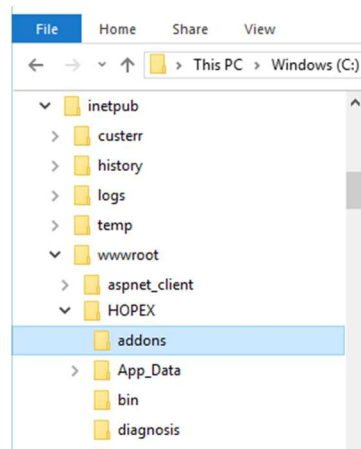 File Home Share View
This PC > Windows (C:)
inetpub
custerr
history
logs
temp
wwwroot
aspnet_client
HOPEX
addons
App_Data
bin
diagnosis